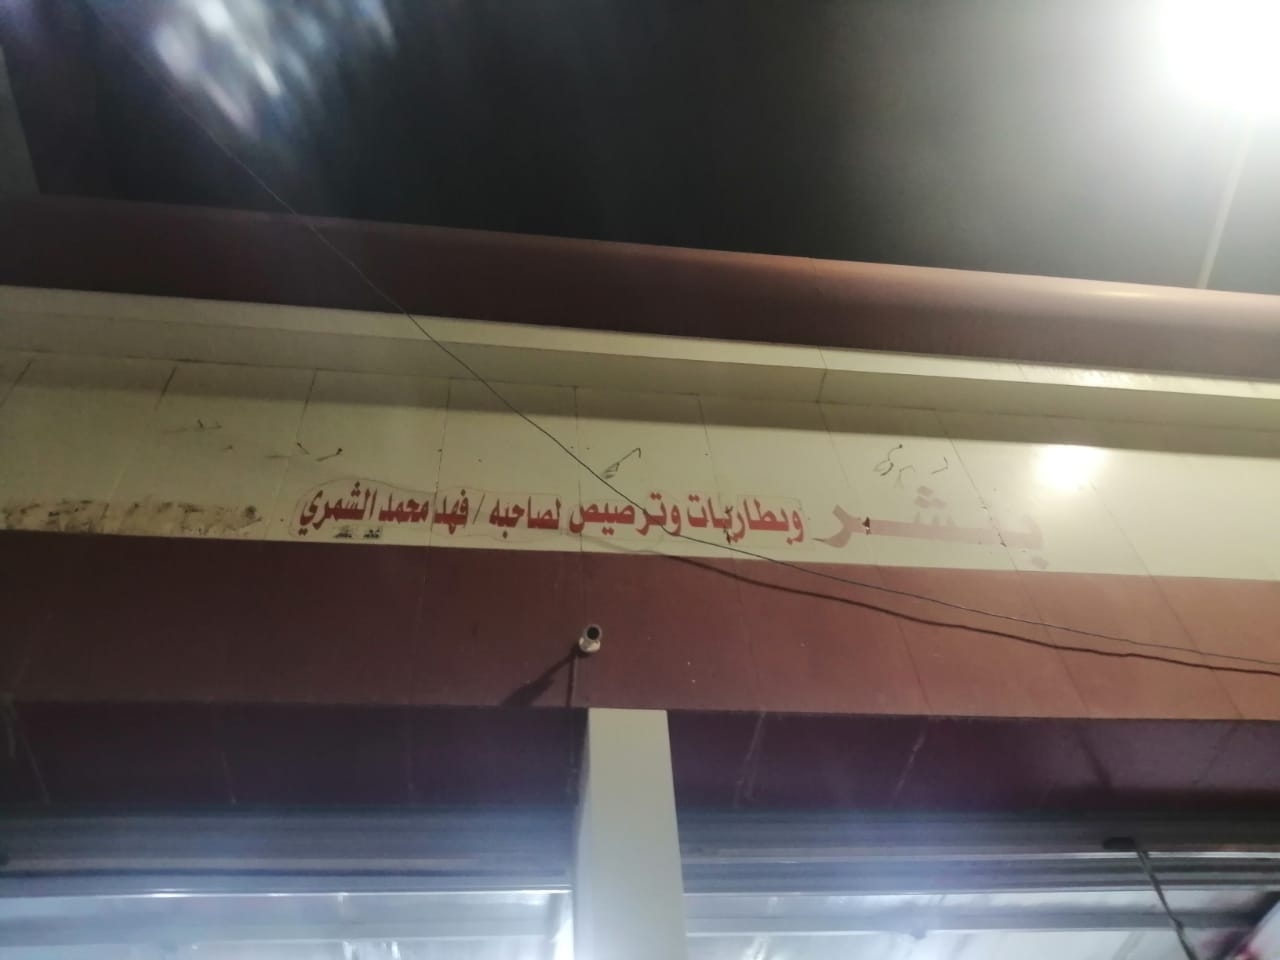 بنشر وبطاريات وترصيص لصاحبه / فهد محمد الشمري